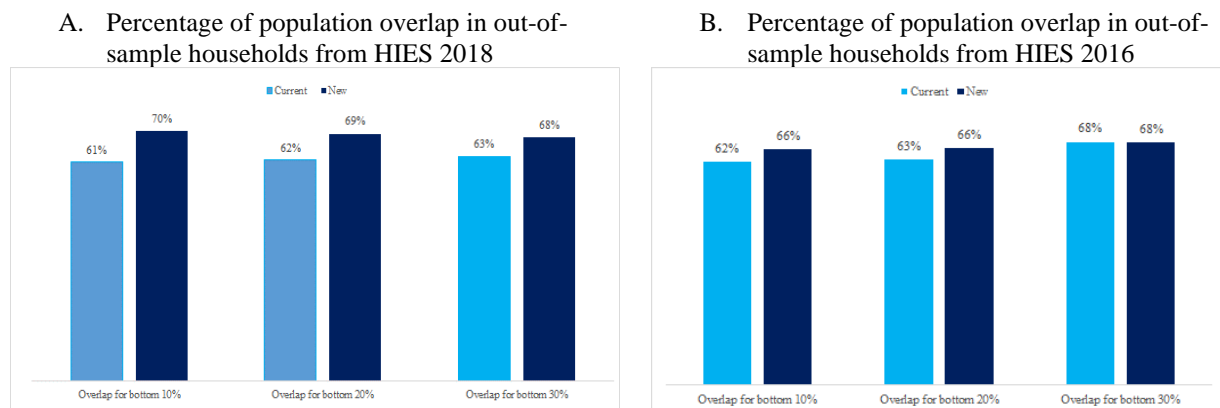 A. Percentage of population overlap in out-of-
sample households from HIES 2018
Current New
61% 70% 62% 69% 63% 68%
Overlap for bottom 10% Overlap for bottom 20% Overlap for bottom 30%
B. Percentage of population overlap in out-of-
sample households from HIES 2016
Current New
62% 66% 63% 66% 68% 68%
Overlap for bottom 10% Overlap for bottom 20% Overlap for bottom 30%